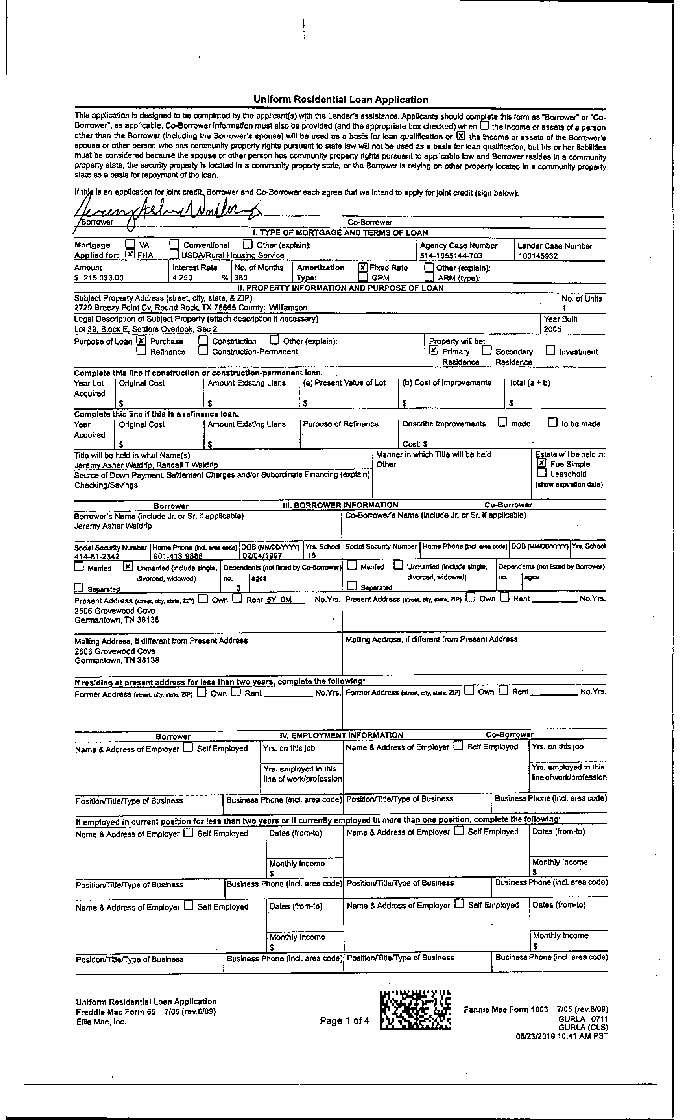 Uniform Residential Loan Application
This application is designed to be completed by the applicant(s) with the Lender's assistance. Applicants should complete this form as "Borrower" or "Co-
Borrower", as applicable. Co-Borrower information must also be provided (and the appropriate box checked) when ☐ the income or assets of a person
other than the Borrower (including the Borrower's spouse) will be used as a basis for loan qualification or ☒ the income or assets of the Borrower's
spouse or other person who has community property rights pursuant to state law will not be used as a basis for loan qualification, but his or her liabilities
must be considered because the spouse or other person has community property rights pursuant to applicable law and Borrower resides in a community
property state, the security property is located in a community property state, or the Borrower is relying on other property located in a community property
state as a basis for repayment of the loan.
If this is an application for joint credit, Borrower and Co-Borrower each agree that we intend to apply for joint credit (sign below):
Borrower Co-Borrower
I. TYPE OF MORTGAGE AND TERMS OF LOAN
Mortgage ☐ VA ☐ Conventional ☐ Other (explain): Agency Case Number Lender Case Number
Applied for: ☒ FHA ☐ USDA/Rural Housing Service 100145932
Amount Interest Rate No. of Months Amortization ☒ Fixed Rate ☐ Other (explain):
$ % 360 Type: ☐ GPM ☐ ARM (type):
II. PROPERTY INFORMATION AND PURPOSE OF LOAN
Subject Property Address (street, city, state, & ZIP) No. of Units
2729 Breezy Point Cv, Round Rock, TX County: Williamson 1
Legal Description of Subject Property (attach description if necessary) Year Built
Lot 39, Block E, Settlers Overlook, Sec 2 2005
Purpose of Loan ☒ Purchase ☐ Construction ☐ Other (explain): Property will be:
☐ Refinance ☐ Construction-Permanent ☒ Primary Residence ☐ Secondary Residence ☐ Investment
Complete this line if construction or construction-permanent loan.
Year Lot Acquired Original Cost Amount Existing Liens (a) Present Value of Lot (b) Cost of Improvements Total (a + b)
$ $ $ $ $
Complete this line if this is a refinance loan.
Year Acquired Original Cost Amount Existing Liens Purpose of Refinance Describe Improvements ☐ made ☐ to be made
$ $ Cost: $
Title will be held in what Name(s) Manner in which Title will be held Estate will be held in:
Jeremy Asher Waldrip, Randall T Waldrip Other ☒ Fee Simple
Source of Down Payment, Settlement Charges and/or Subordinate Financing (explain) ☐ Leasehold
Checking/Savings (show expiration date)
Borrower III. BORROWER INFORMATION Co-Borrower
Borrower's Name (include Jr. or Sr. if applicable) Co-Borrower's Name (include Jr. or Sr. if applicable)
Jeremy Asher Waldrip
Social Security Number Home Phone (incl. area code) DOB (MM/DD/YYYY) Yrs. School Social Security Number Home Phone (incl. area code) DOB (MM/DD/YYYY) Yrs. School
☐ Married ☒ Unmarried (include single, divorced, widowed) Dependents (not listed by Co-Borrower) ☐ Married ☐ Unmarried (include single, divorced, widowed) Dependents (not listed by Borrower)
☐ Separated no. ages ☐ Separated no. ages
Present Address (street, city, state, ZIP) ☐ Own ☐ Rent 5Y 0M No. Yrs. Present Address (street, city, state, ZIP) ☐ Own ☐ Rent No. Yrs.
2506 Grovewood Cove
Germantown, TN 38138
Mailing Address, if different from Present Address Mailing Address, if different from Present Address
2506 Grovewood Cove
Germantown, TN 38138
If residing at present address for less than two years, complete the following:
Former Address (street, city, state, ZIP) ☐ Own ☐ Rent No. Yrs. Former Address (street, city, state, ZIP) ☐ Own ☐ Rent No. Yrs.
Borrower IV. EMPLOYMENT INFORMATION Co-Borrower
Name & Address of Employer ☐ Self Employed Yrs. on this job Name & Address of Employer ☐ Self Employed Yrs. on this job
Yrs. employed in this line of work/profession Yrs. employed in this line of work/profession
Position/Title/Type of Business Business Phone (incl. area code) Position/Title/Type of Business Business Phone (incl. area code)
If employed in current position for less than two years or if currently employed in more than one position, complete the following:
Name & Address of Employer ☐ Self Employed Dates (from-to) Name & Address of Employer ☐ Self Employed Dates (from-to)
Monthly Income Monthly Income
$ $
Position/Title/Type of Business Business Phone (incl. area code) Position/Title/Type of Business Business Phone (incl. area code)
Name & Address of Employer ☐ Self Employed Dates (from-to) Name & Address of Employer ☐ Self Employed Dates (from-to)
Monthly Income Monthly Income
$ $
Position/Title/Type of Business Business Phone (incl. area code) Position/Title/Type of Business Business Phone (incl. area code)
Uniform Residential Loan Application
Freddie Mac Form 65 7/05 (rev.6/09) Fannie Mae Form 1003 7/05 (rev.6/09)
Ellie Mae, Inc. Page 1 of 4 GURLA 0711
GURLA (CLS)
08/23/2019 10:41 AM PST